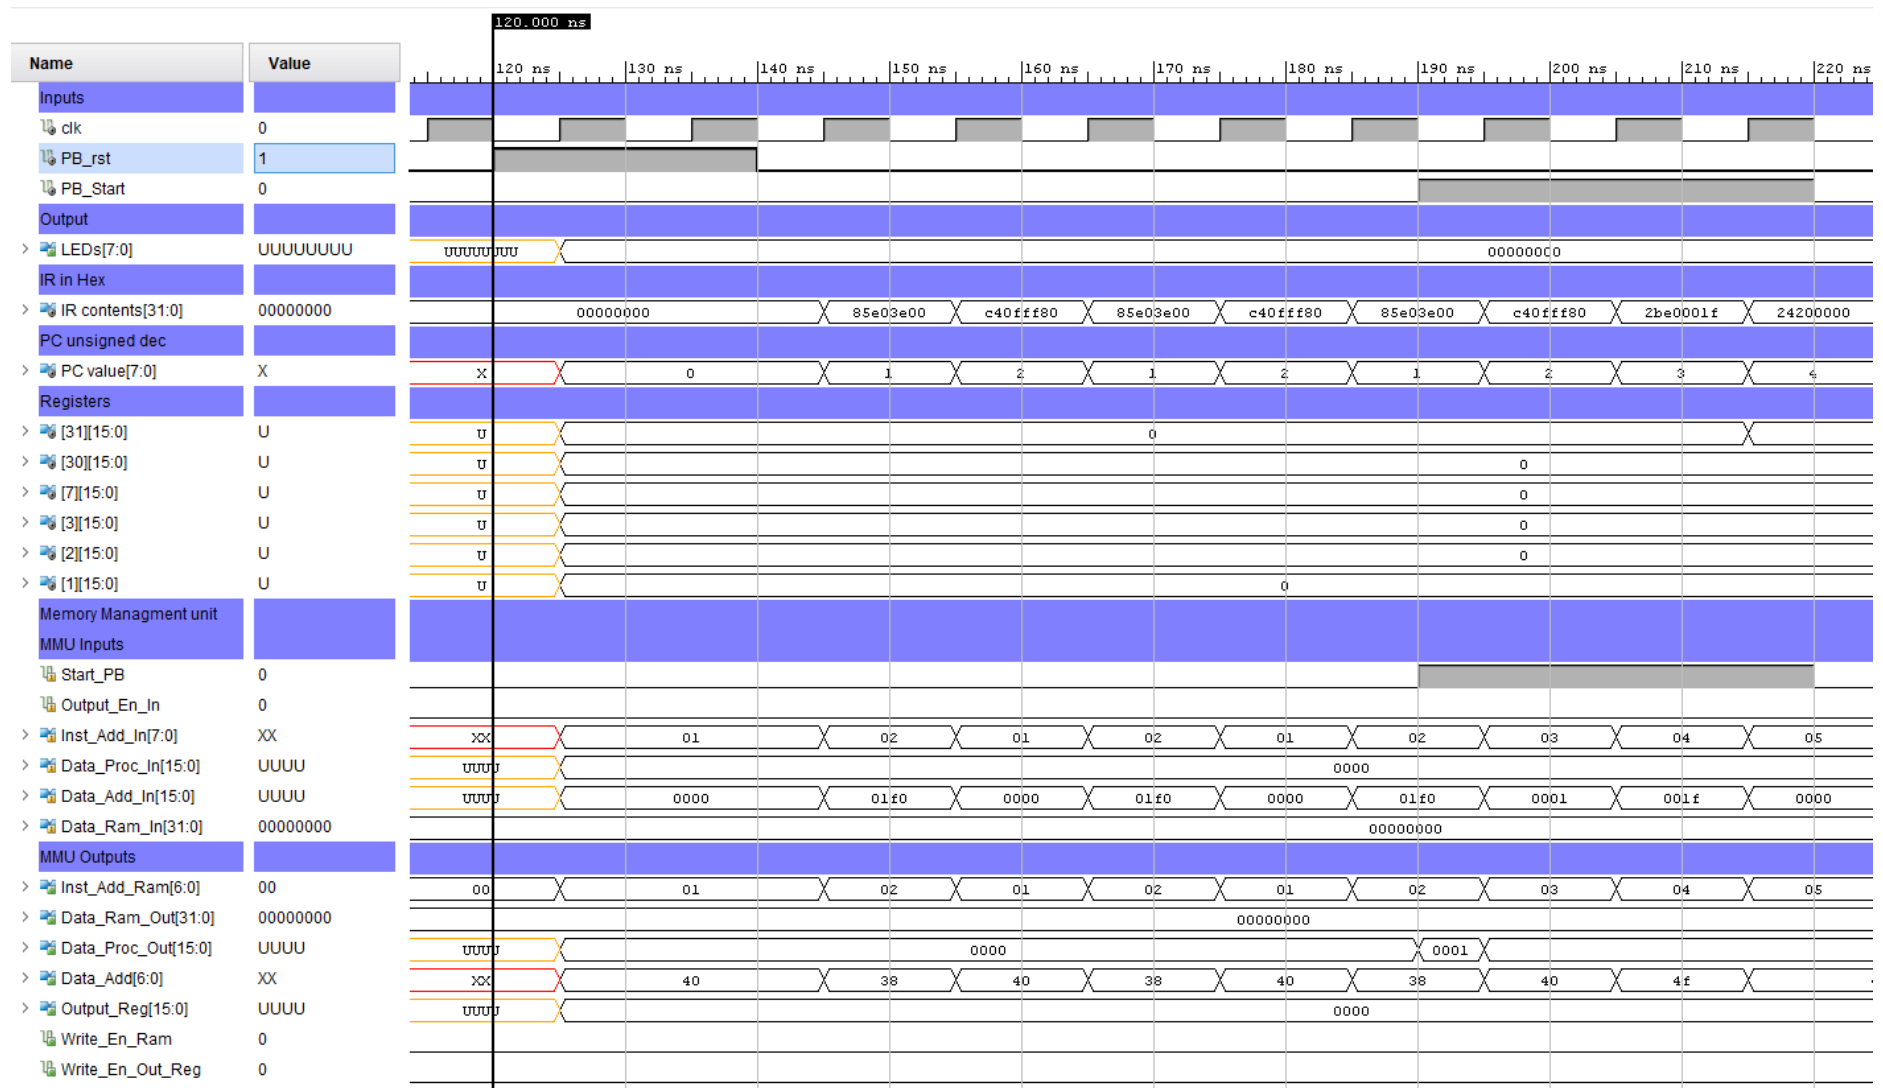 120.000 ns
Name Value 120 ns 130 ns 140 ns 150 ns 160 ns 170 ns 180 ns 190 ns 200 ns 210 ns 220 ns
Inputs
clk 0
PB_rst 1
PB_Start 0
Output
LEDs[7:0] UUUUUUUU UUUUUUUU 00000000
IR in Hex
IR contents[31:0] 00000000 00000000 85e03e00 c40fff80 85e03e00 c40fff80 85e03e00 c40fff80 2be0001f 24200000
PC unsigned dec
PC value[7:0] X X 0 1 2 1 2 1 2 3 4
Registers
[31][15:0] U U 0
[30][15:0] U U 0
[7][15:0] U U 0
[3][15:0] U U 0
[2][15:0] U U 0
[1][15:0] U U 0
Memory Managment unit
MMU Inputs
Start_PB 0
Output_En_In 0
Inst_Add_In[7:0] XX XX 01 02 01 02 01 02 03 04 05
Data_Proc_In[15:0] UUUU UUUU 0000
Data_Add_In[15:0] UUUU UUUU 0000 01f0 0000 01f0 0000 01f0 0001 001f 0000
Data_Ram_In[31:0] 00000000 00000000
MMU Outputs
Inst_Add_Ram[6:0] 00 00 01 02 01 02 01 02 03 04 05
Data_Ram_Out[31:0] 00000000 00000000
Data_Proc_Out[15:0] UUUU UUUU 0000 0001
Data_Add[6:0] XX XX 40 38 40 38 40 38 40 4f
Output_Reg[15:0] UUUU UUUU 0000
Write_En_Ram 0
Write_En_Out_Reg 0